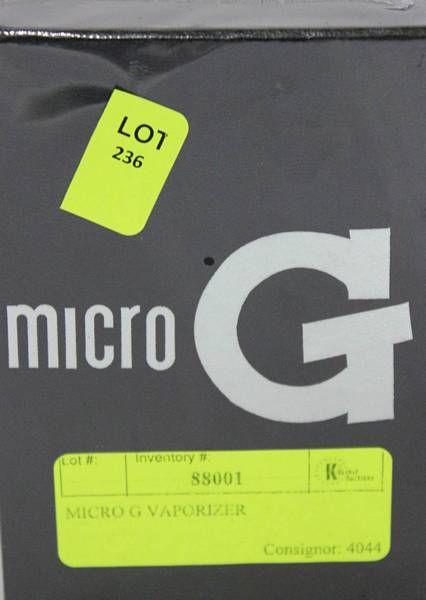 LOT
236
micro G
Lot #: Inventory #:
88001
MICRO G VAPORIZER
Consignor: 4044